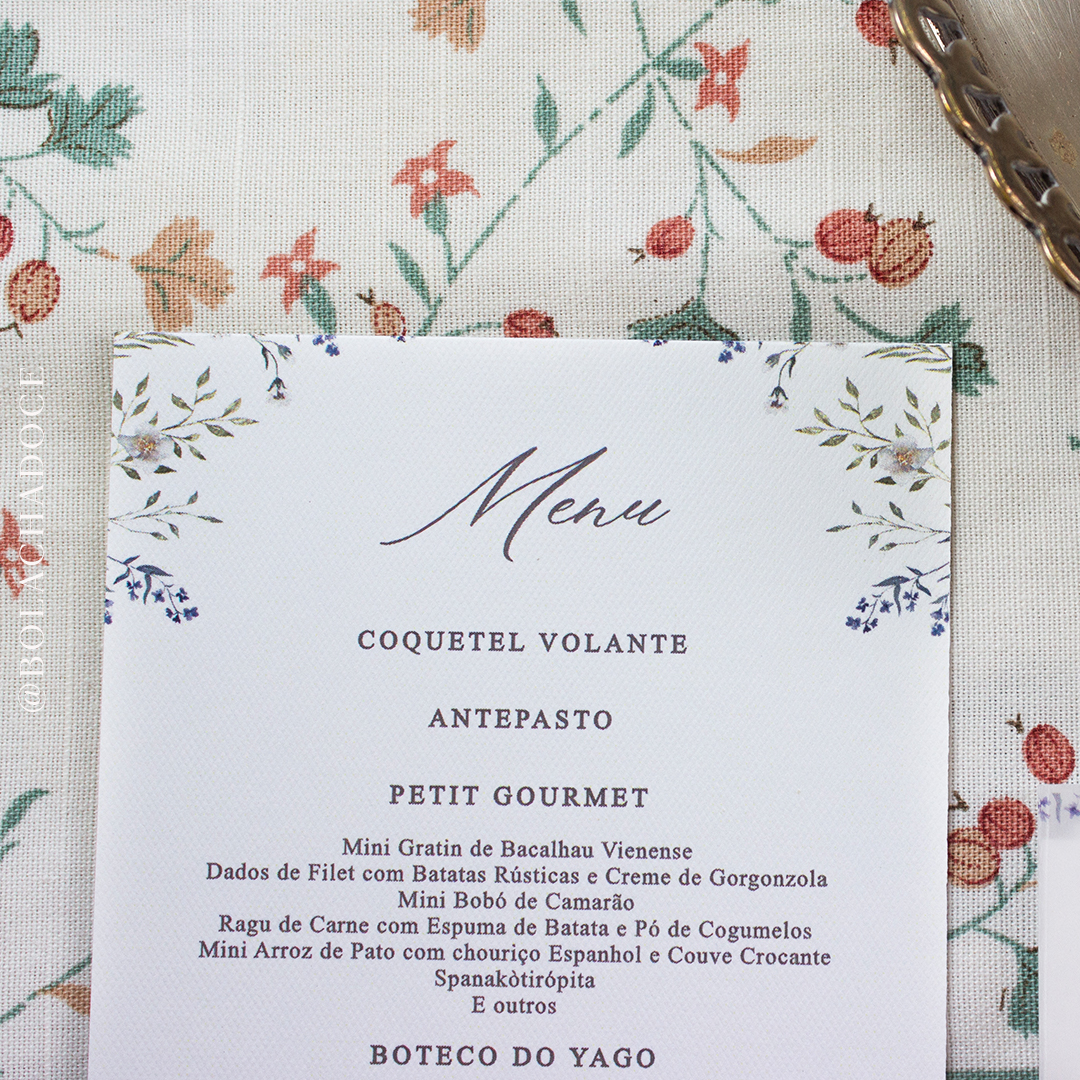 Menu
COQUETEL VOLANTE
ANTEPASTO
PETIT GOURMET
Mini Gratin de Bacalhau Vienense
Dados de Filet com Batatas Rústicas e Creme de Gorgonzola
Mini Bobó de Camarão
Ragu de Carne com Espuma de Batata e Pó de Cogumelos
Mini Arroz de Pato com chouriço Espanhol e Couve Crocante
Spanakòtirópita
E outros
BOTECO DO YAGO
@BOLACHADOCE